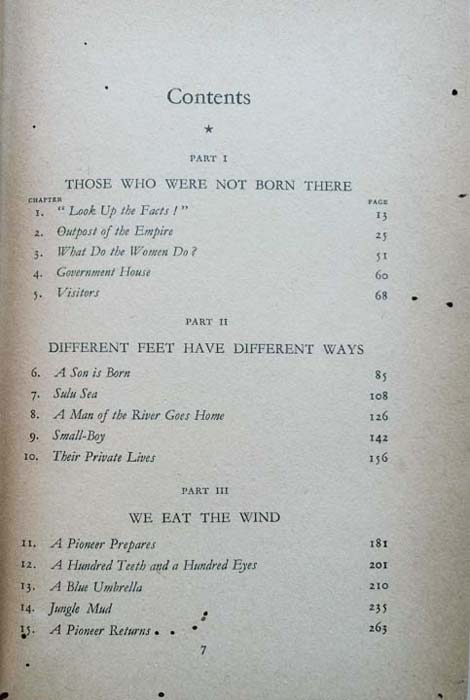 Contents
★
PART I
THOSE WHO WERE NOT BORN THERE
CHAPTER PAGE
1. "Look Up the Facts!" 13
2. Outpost of the Empire 25
3. What Do the Women Do? 51
4. Government House 60
5. Visitors 68
PART II
DIFFERENT FEET HAVE DIFFERENT WAYS
6. A Son is Born 85
7. Sulu Sea 108
8. A Man of the River Goes Home 126
9. Small-Boy 142
10. Their Private Lives 156
PART III
WE EAT THE WIND
11. A Pioneer Prepares 181
12. A Hundred Teeth and a Hundred Eyes 201
13. A Blue Umbrella 210
14. Jungle Mud 235
15. A Pioneer Returns 263
7